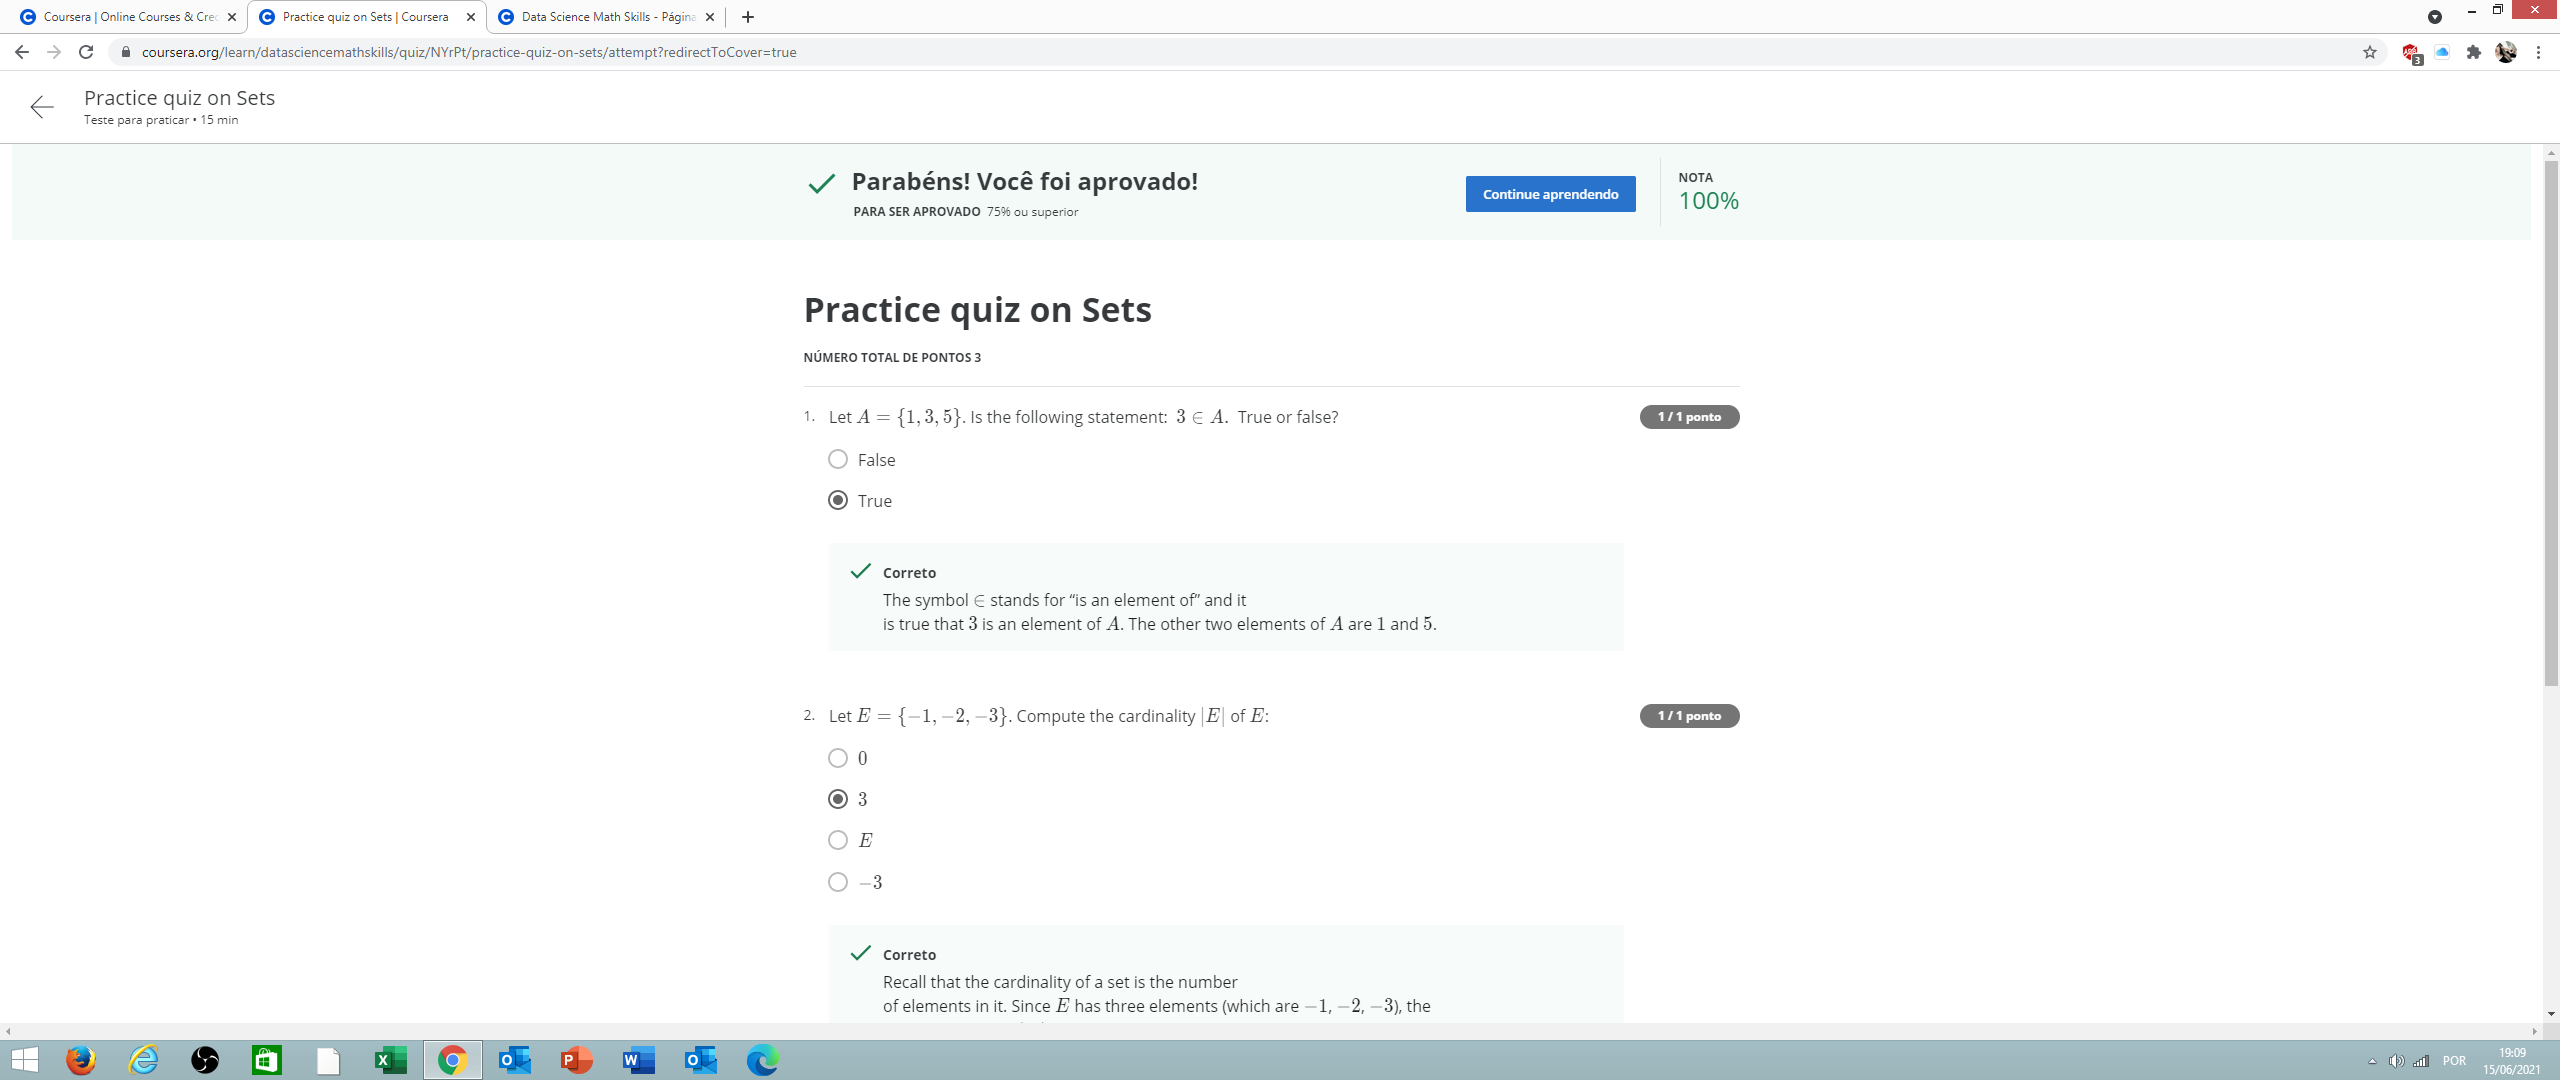 Coursera | Online Courses & Cre
Practice quiz on Sets | Coursera
Data Science Math Skills - Página
coursera.org/learn/datasciencemathskills/quiz/NYrPt/practice-quiz-on-sets/attempt?redirectToCover=true
3
Practice quiz on Sets
Teste para praticar • 15 min
Parabéns! Você foi aprovado!
PARA SER APROVADO 75% ou superior
Continue aprendendo
NOTA
100%
Practice quiz on Sets
NÚMERO TOTAL DE PONTOS 3
1. Let A = {1, 3, 5}. Is the following statement: 3 ∈ A. True or false?
1 / 1 ponto
False
True
Correto
The symbol ∈ stands for “is an element of” and it
is true that 3 is an element of A. The other two elements of A are 1 and 5.
2. Let E = {−1, −2, −3}. Compute the cardinality |E| of E:
1 / 1 ponto
0
3
E
−3
Correto
Recall that the cardinality of a set is the number
of elements in it. Since E has three elements (which are −1, −2, −3), the
POR
19:09
15/06/2021